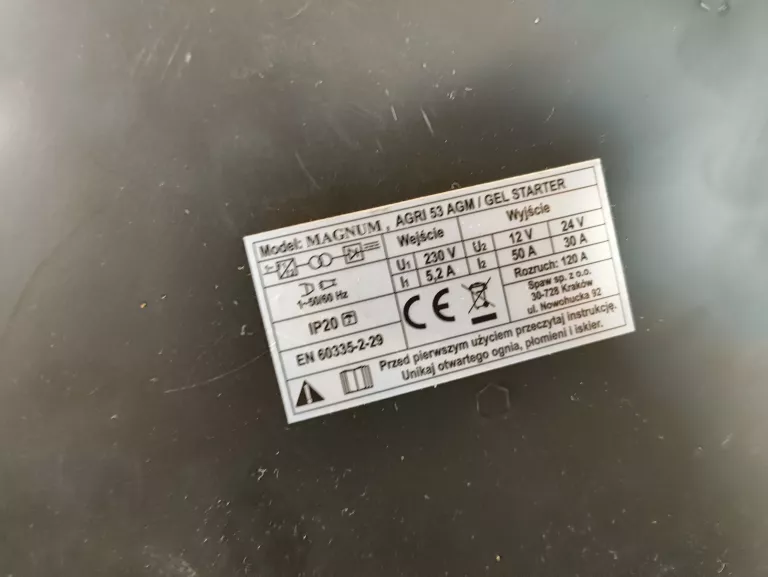 Model: MAGNUM, AGRI 53 AGM / GEL STARTER
Wejście Wyjście
U1 230 V U2 12 V 24 V
I1 5,2 A I2 50 A 30 A
1~50/60 Hz
Rozruch: 120 A
IP20
CE
Spaw sp. z o.o.
30-728 Kraków
ul. Nowohucka 92
EN 60335-2-29
Przed pierwszym użyciem przeczytaj instrukcję.
Unikaj otwartego ognia, płomieni i iskier.